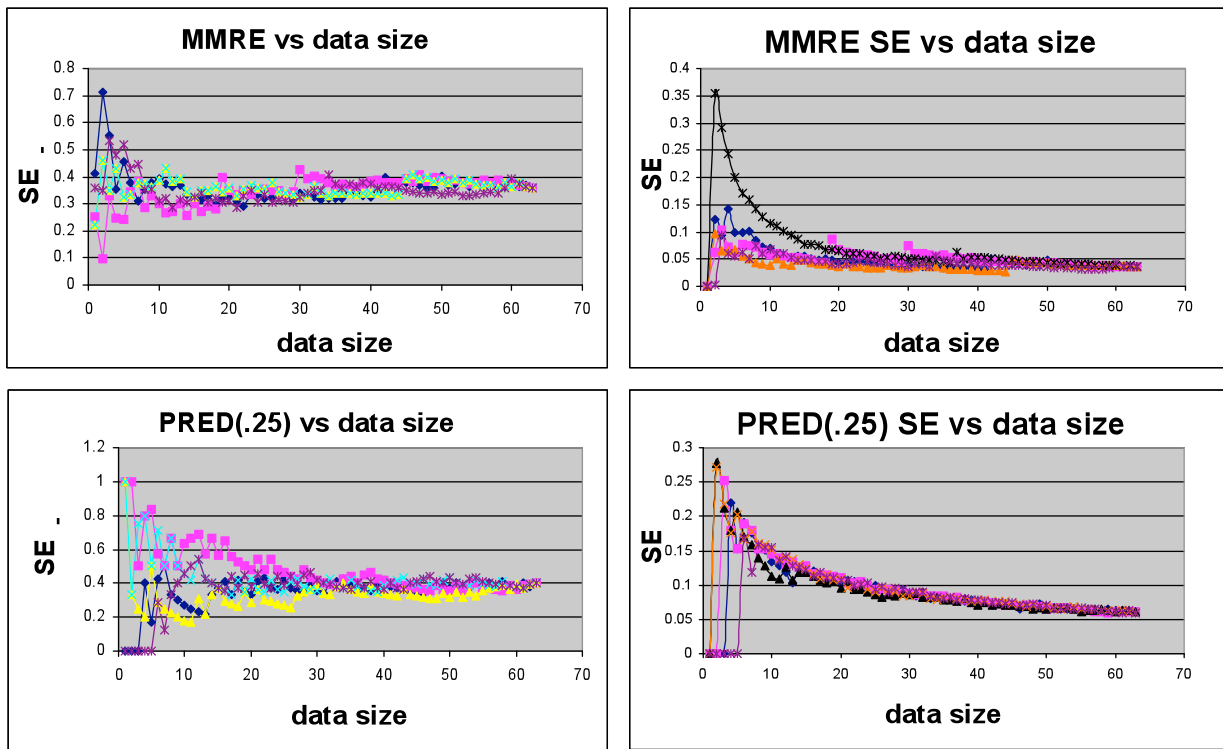 MMRE vs data size
0.8
0.7
0.6
0.5
0.4
0.3
0.2
0.1
0
SE -
0 10 20 30 40 50 60 70
data size
MMRE SE vs data size
0.4
0.35
0.3
0.25
0.2
0.15
0.1
0.05
0
SE
0 10 20 30 40 50 60 70
data size
PRED(.25) vs data size
1.2
1
0.8
0.6
0.4
0.2
0
SE -
0 10 20 30 40 50 60 70
data size
PRED(.25) SE vs data size
0.3
0.25
0.2
0.15
0.1
0.05
0
SE
0 10 20 30 40 50 60 70
data size